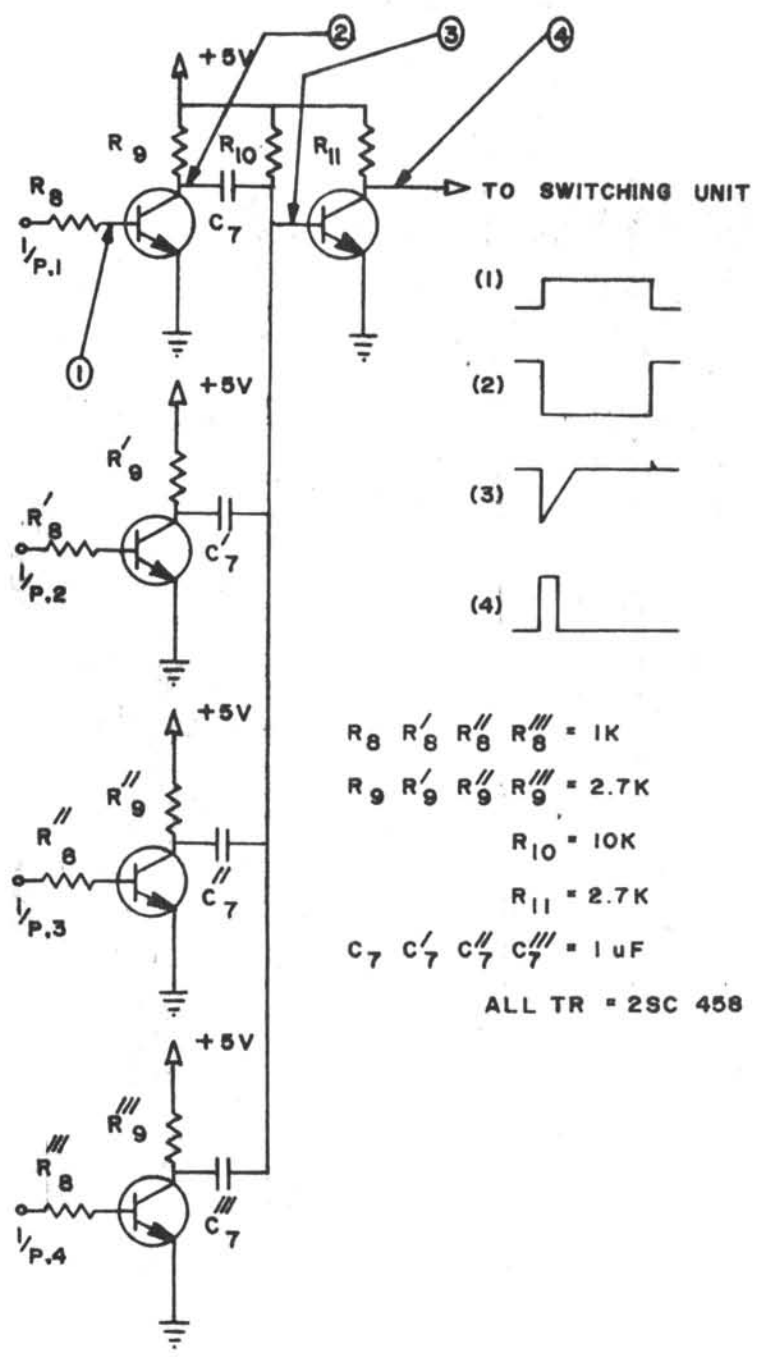 ② ③ ④
+5V
R9 R10 R11
R8
C7
TO SWITCHING UNIT
I/P,1
①
(1)
+5V
(2)
R'9
R'8
C'7
(3)
I/P,2
(4)
+5V
R8 R'8 R''8 R'''8 = 1K
R''9
R9 R'9 R''9 R'''9 = 2.7K
R''8
R10 = 10K
C''7
I/P,3
R11 = 2.7K
C7 C'7 C''7 C'''7 = 1 uF
ALL TR = 2SC 458
+5V
R'''9
R'''8
C'''7
I/P,4